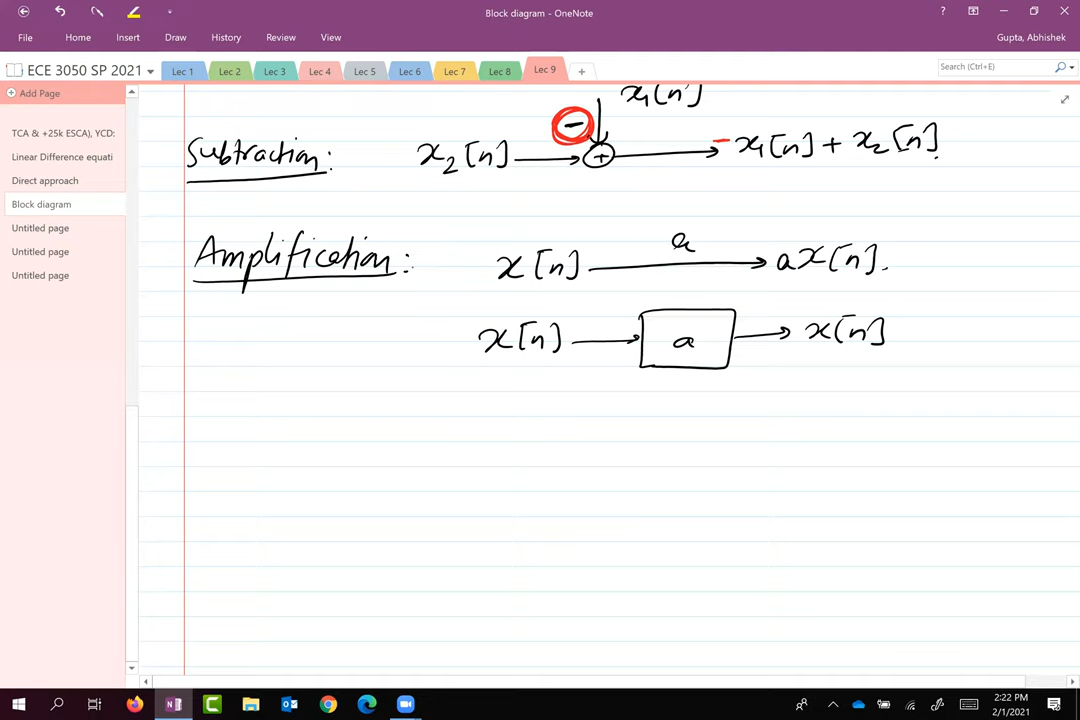 Block diagram - OneNote
?
File Home Insert Draw History Review View Gupta, Abhishek
ECE 3050 SP 2021 Lec 1 Lec 2 Lec 3 Lec 4 Lec 5 Lec 6 Lec 7 Lec 8 Lec 9 + Search (Ctrl+E)
Add Page
TCA & +25k ESCA), YCD:
Linear Difference equati
Direct approach
Block diagram
Untitled page
Untitled page
Untitled page
x₁[n]
−
Subtraction: x₂[n] + -x₁[n] + x₂[n].
a
Amplification: x[n] ax[n].
x[n] a x[n]
2:22 PM
2/1/2021